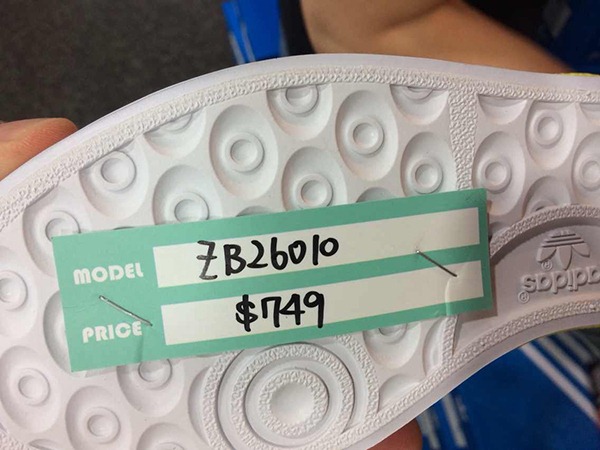 MODEL ZB26010
PRICE $749
adidas